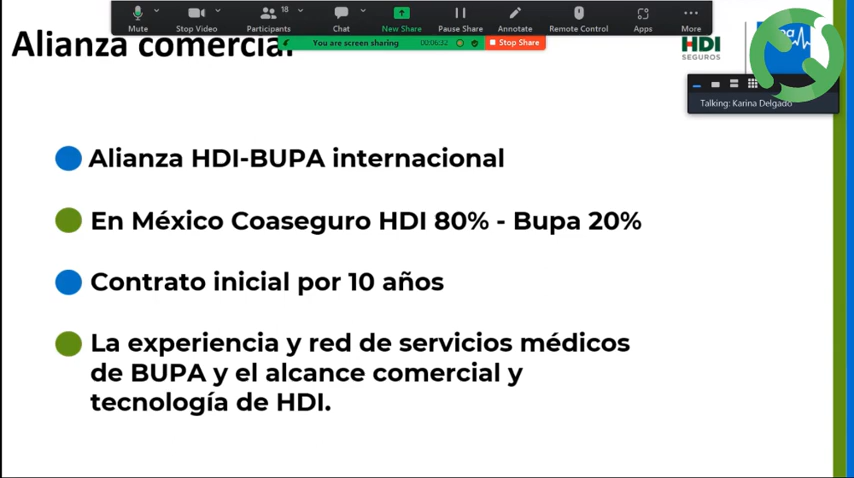 Mute
Stop Video
Participants
18
Chat
New Share
Pause Share
Annotate
Remote Control
Apps
More
You are screen sharing
00:06:32
Stop Share
Alianza comercial
HDI
SEGUROS
Talking: Karina Delgado
Alianza HDI-BUPA internacional
En México Coaseguro HDI 80% - Bupa 20%
Contrato inicial por 10 años
La experiencia y red de servicios médicos
de BUPA y el alcance comercial y
tecnología de HDI.